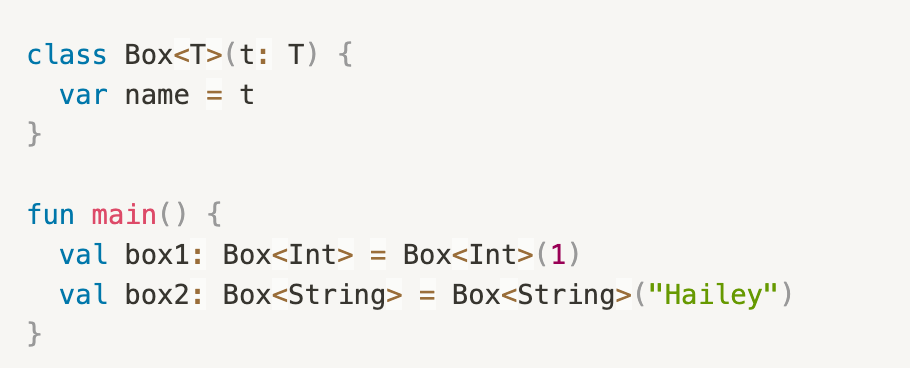 class Box<T>(t: T) {
  var name = t
}

fun main() {
  val box1: Box<Int> = Box<Int>(1)
  val box2: Box<String> = Box<String>("Hailey")
}